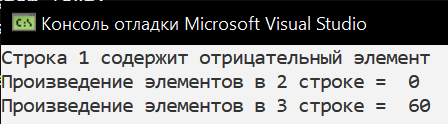 Консоль отладки Microsoft Visual Studio
Строка 1 содержит отрицательный элемент
Произведение элементов в 2 строке =  0
Произведение элементов в 3 строке =  60